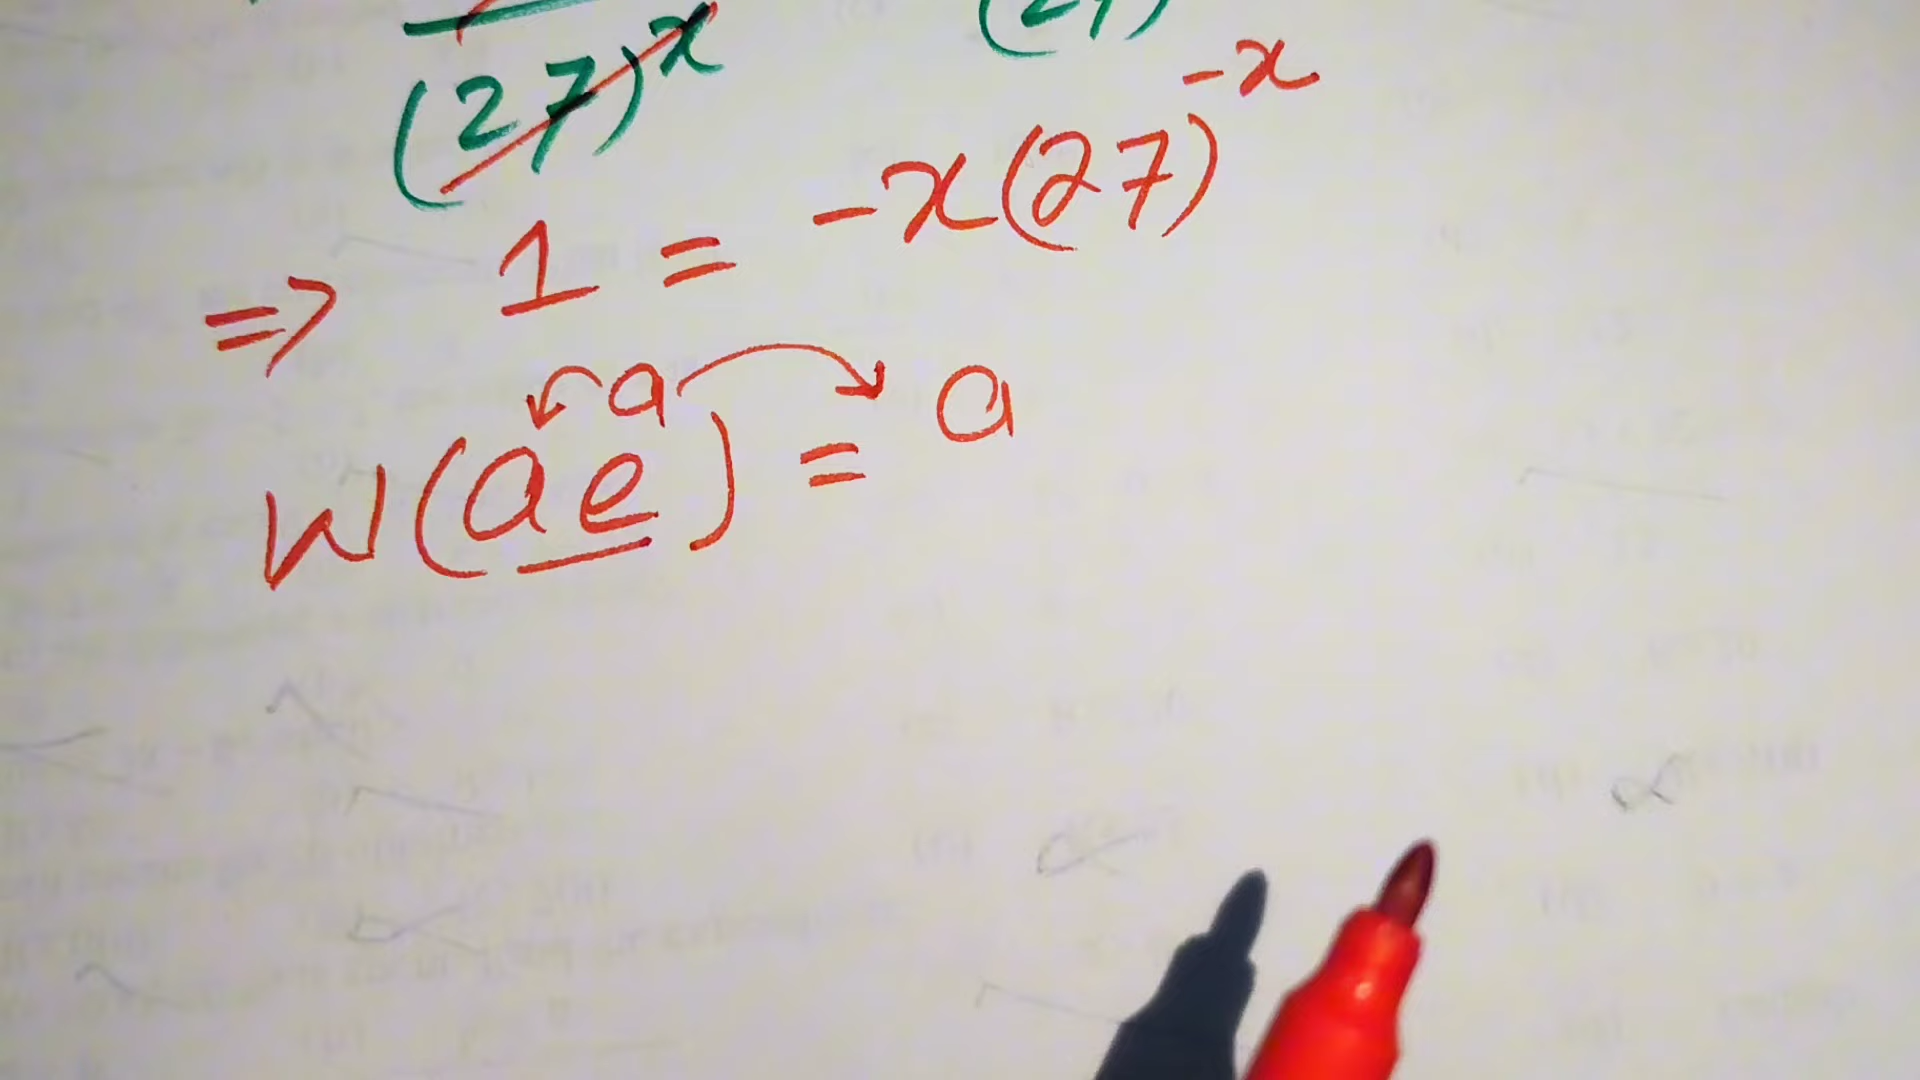 (27)^x (27)
=> 1 = -x(27)^-x
W(ae^a) = a